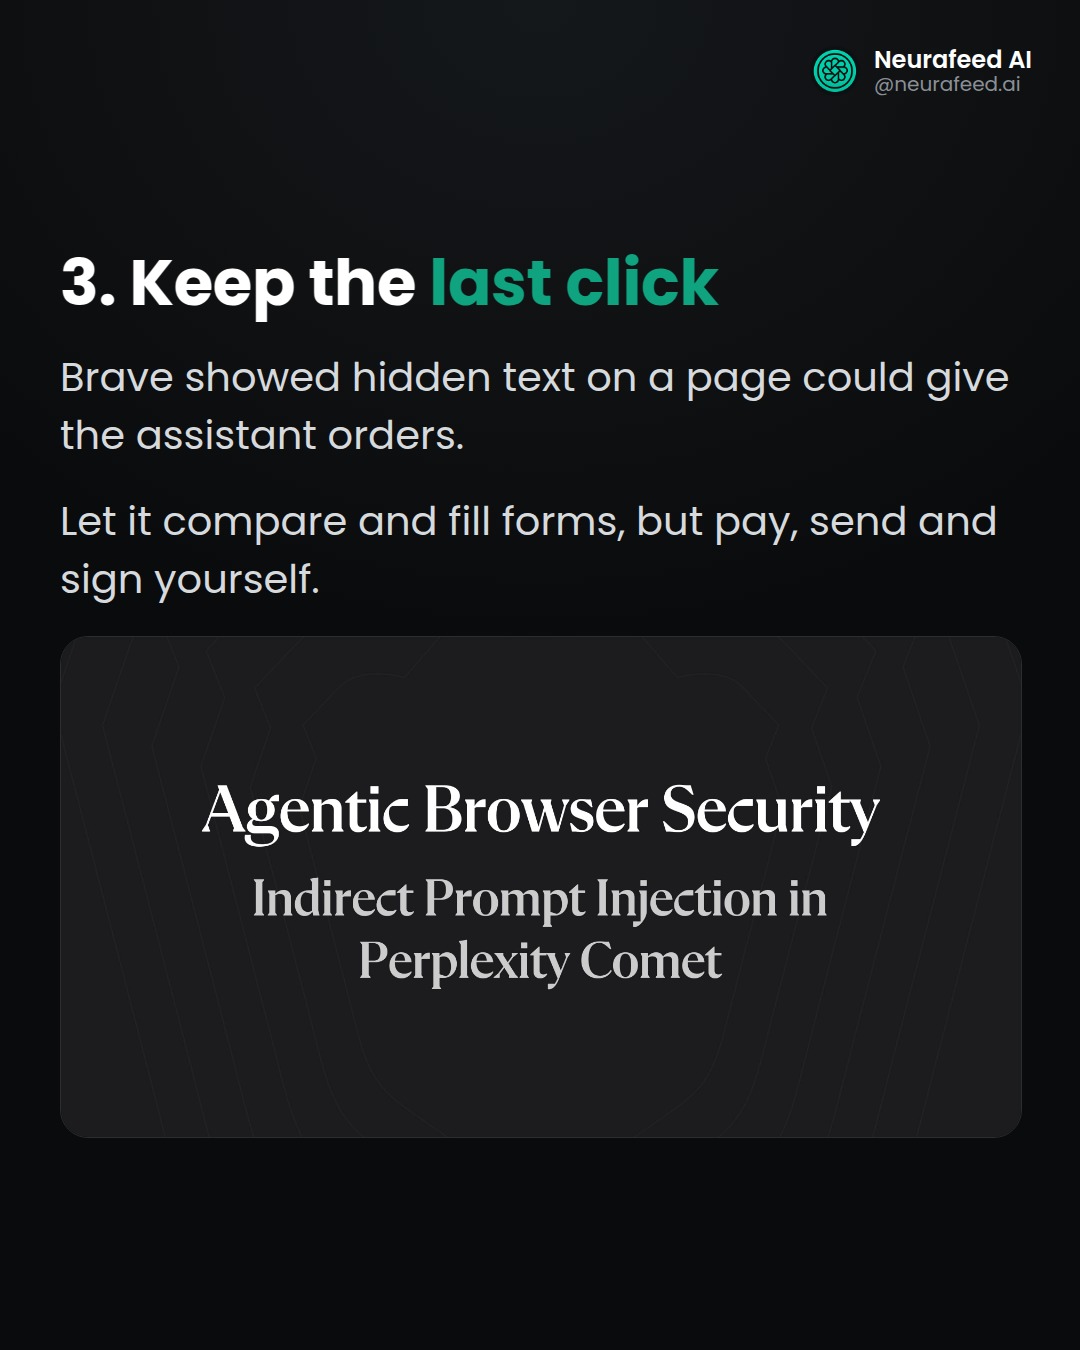 Neurafeed AI
@neurafeed.ai
3. Keep the last click
Brave showed hidden text on a page could give
the assistant orders.
Let it compare and fill forms, but pay, send and
sign yourself.
Agentic Browser Security
Indirect Prompt Injection in
Perplexity Comet